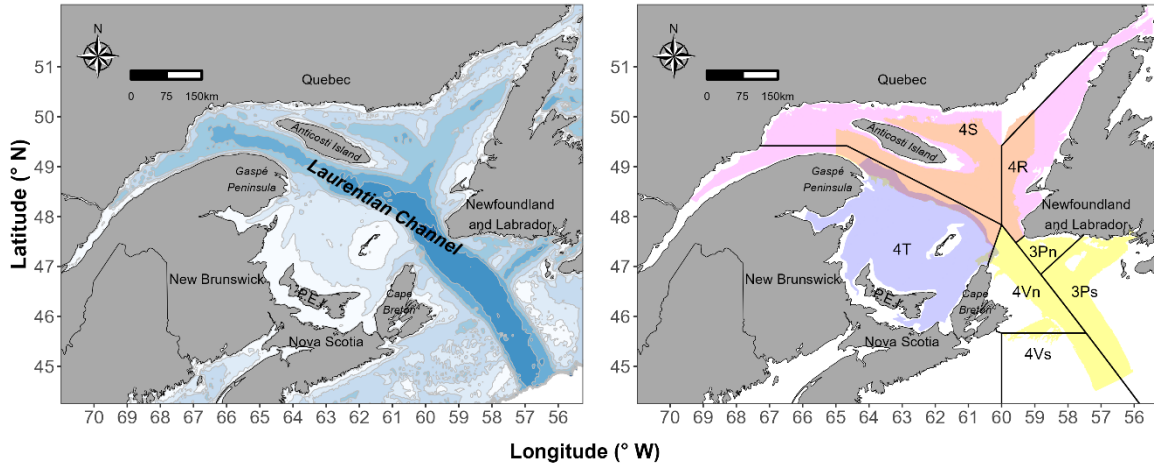 Latitude (° N)
51
50
49
48
47
46
45
44
N
0 75 150km
Quebec
Anticosti Island
Gaspé
Peninsula
Laurentian Channel
Newfoundland
and Labrador
New Brunswick
P.E.I
Cape
Breton
Nova Scotia
70 69 68 67 66 65 64 63 62 61 60 59 58 57 56
N
0 75 150km
51
50
49
48
47
46
45
44
Quebec
Anticosti Island
4S
Gaspé
Peninsula
4R
Newfoundland
and Labrador
4T
3Pn
New Brunswick
P.E.I
Cape
Breton
4Vn
3Ps
Nova Scotia
4Vs
70 69 68 67 66 65 64 63 62 61 60 59 58 57 56
Longitude (° W)